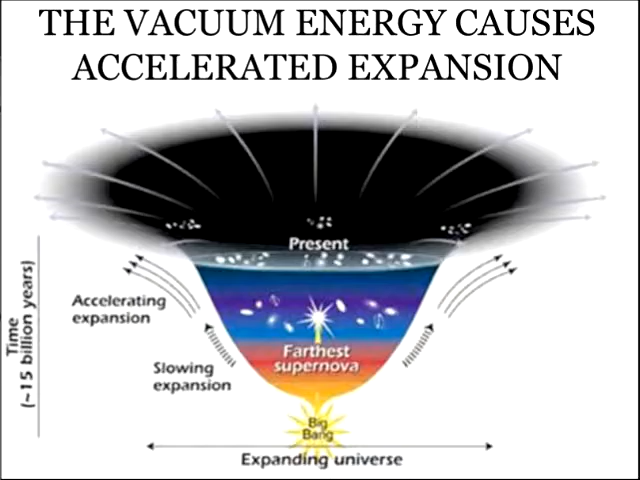 THE VACUUM ENERGY CAUSES
ACCELERATED EXPANSION
Present
Accelerating
expansion
Time
(~15 billion years)
Farthest
supernova
Slowing
expansion
Big
Bang
Expanding universe